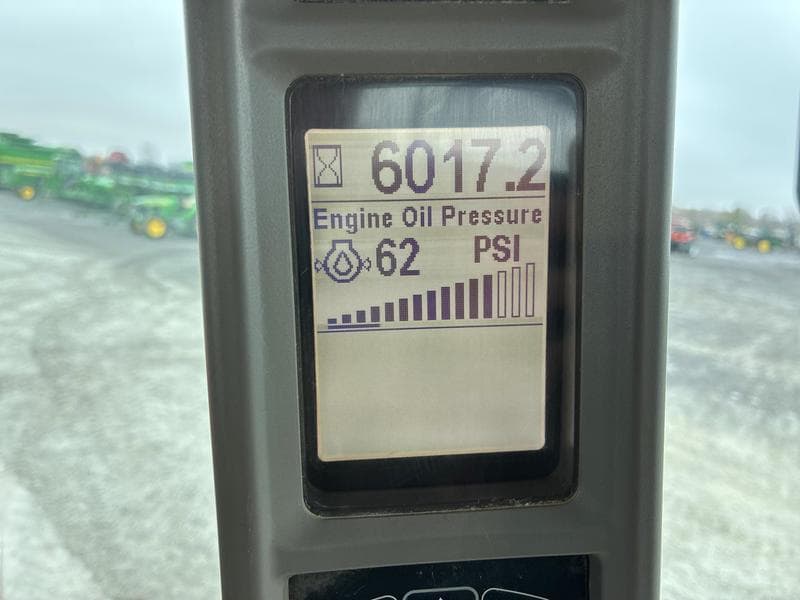 6017.2
Engine Oil Pressure
62 PSI